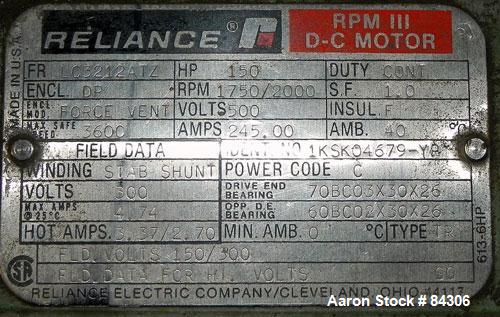 RELIANCE ® R RPM III
D-C MOTOR
MADE IN U.S.A.
FR LC3212ATZ HP 150 DUTY CONT
ENCL. DP RPM 1750/2000 S.F. 1.0
ENCL. MOD. FORCE VENT VOLTS 500 INSUL. F
MAX SAFE 3600 AMPS 245.00 AMB. 40 °C
FIELD DATA IDENT. NO. 1KSK04679-
WINDING STAB SHUNT POWER CODE C
VOLTS 300 DRIVE END BEARING 70BC03X30X26
MAX AMPS @ 25°C 4.74 OPP. D.E. BEARING 60BC02X30X26
HOT AMPS 3.37/2.70 MIN. AMB. 0 °C TYPE TR
FLD. VOLTS 150/300
FLD. DATA FOR HI. VOLTS
613-6HP
RELIANCE ELECTRIC COMPANY/CLEVELAND, OHIO 44117
Aaron Stock # 84306